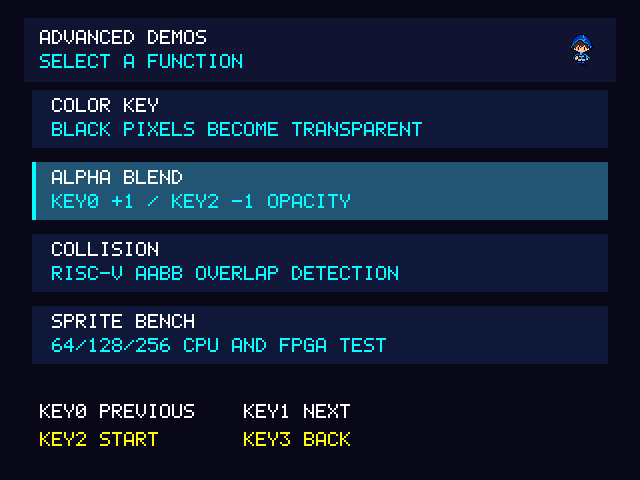 ADVANCED DEMOS
SELECT A FUNCTION
COLOR KEY
BLACK PIXELS BECOME TRANSPARENT
ALPHA BLEND
KEY0 +1 / KEY2 -1 OPACITY
COLLISION
RISC-V AABB OVERLAP DETECTION
SPRITE BENCH
64/128/256 CPU AND FPGA TEST
KEY0 PREVIOUS KEY1 NEXT
KEY2 START KEY3 BACK